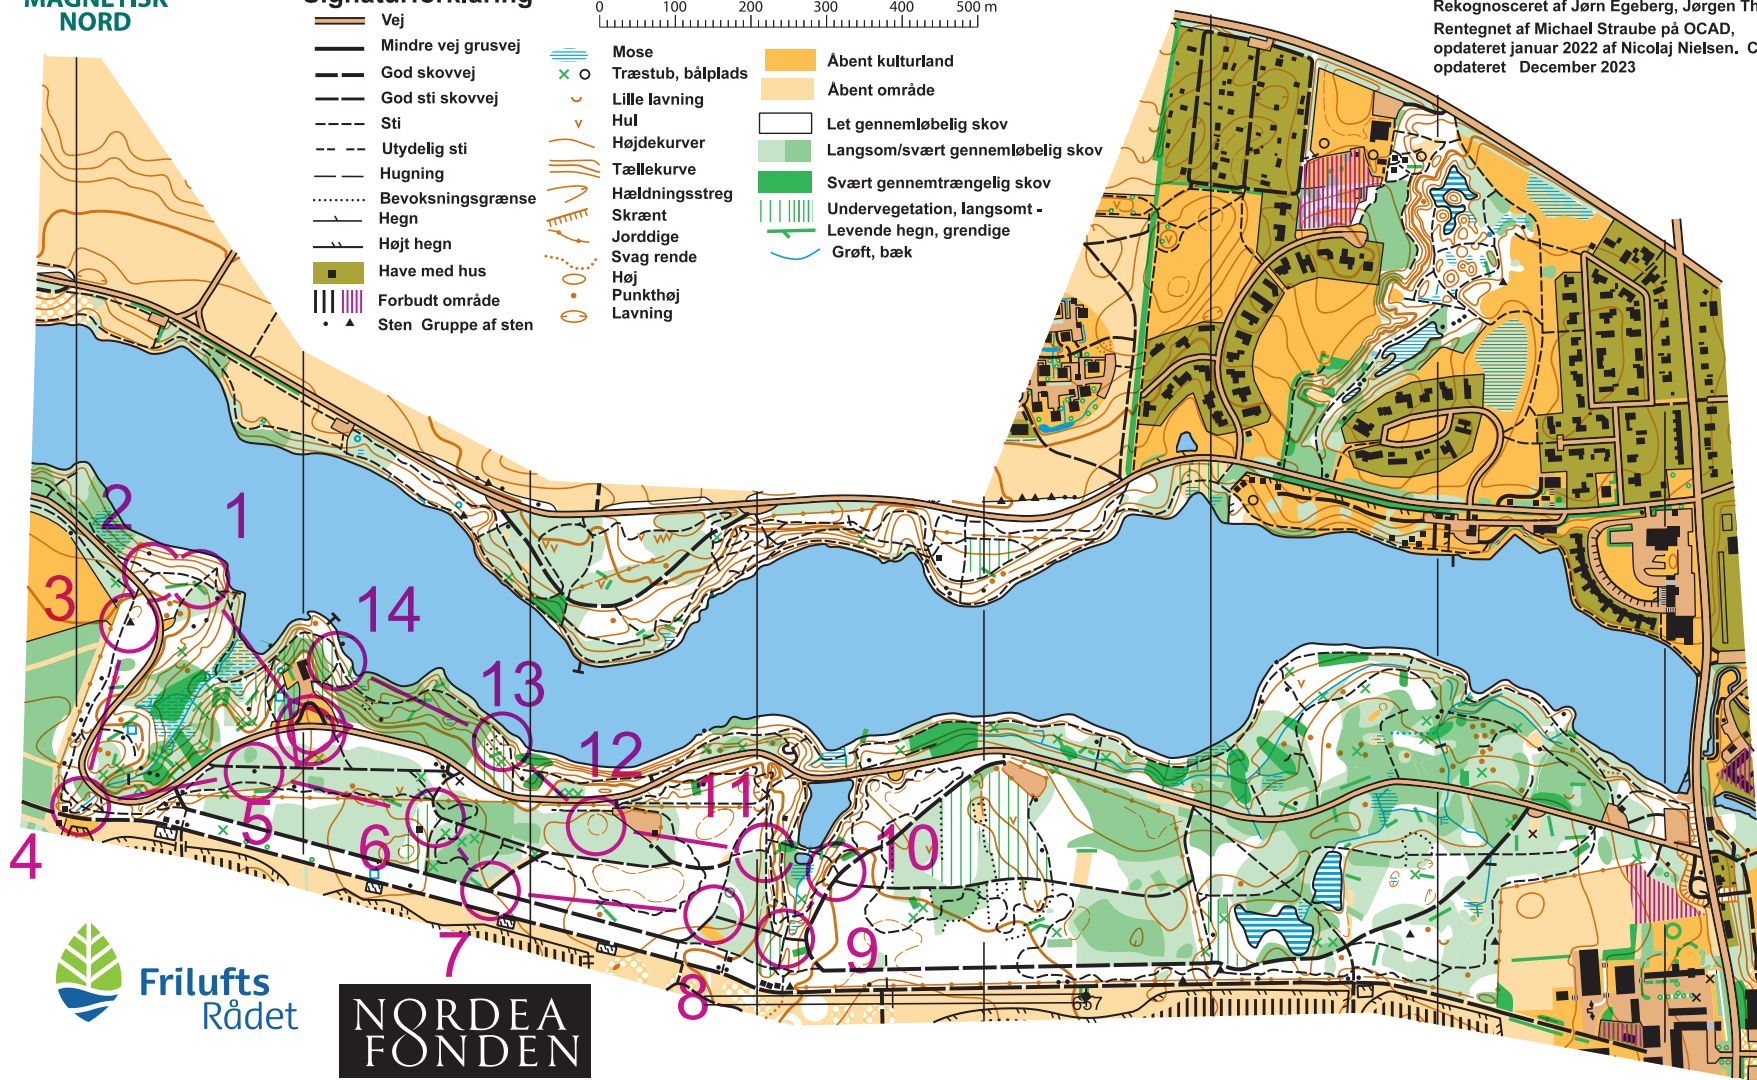 MAGNETISK
NORD
Signaturforklaring
Vej
Mindre vej grusvej
God skovvej
God sti skovvej
Sti
Utydelig sti
Hugning
Bevoksningsgrænse
Hegn
Højt hegn
Have med hus
Forbudt område
Sten Gruppe af sten
0 100 200 300 400 500 m
Mose
Træstub, bålplads
Lille lavning
Hul
Højdekurver
Tællekurve
Hældningsstreg
Skrænt
Jorddige
Svag rende
Høj
Punkthøj
Lavning
Åbent kulturland
Åbent område
Let gennemløbelig skov
Langsom/svært gennemløbelig skov
Svært gennemtrængelig skov
Undervegetation, langsomt -
Levende hegn, grendige
Grøft, bæk
Rekognosceret af Jørn Egeberg, Jørgen Th
Rentegnet af Michael Straube på OCAD,
opdateret januar 2022 af Nicolaj Nielsen. C
opdateret December 2023
2
1
3
14
13
12
11
10
4
5
6
7
8
9
637
Frilufts
Rådet
NORDEA
FONDEN